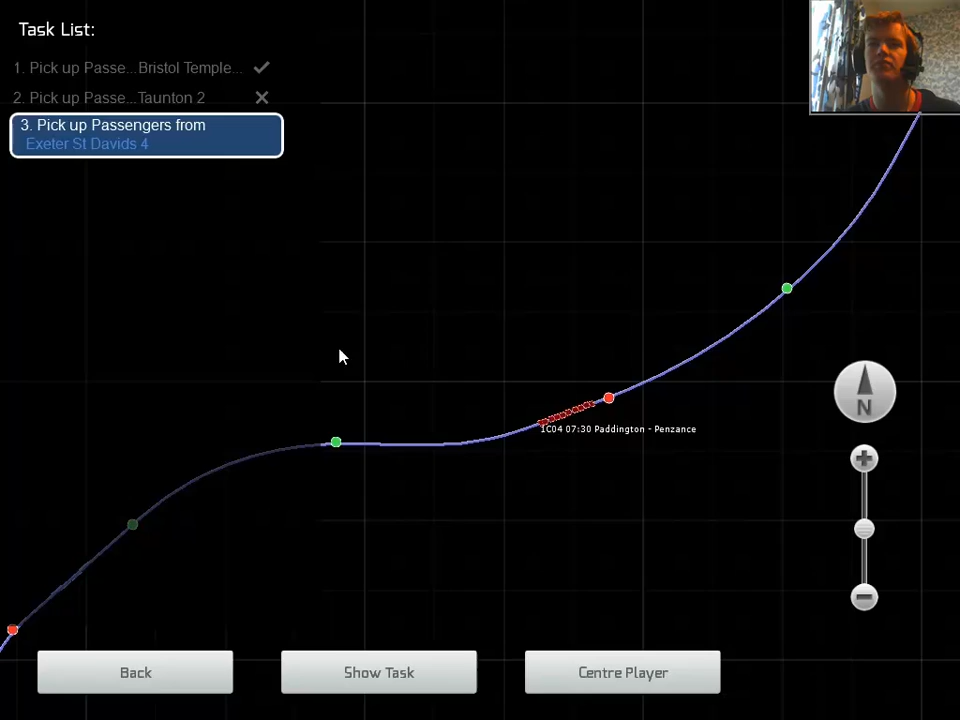 Task List:
1. Pick up Passe...Bristol Temple...
2. Pick up Passe...Taunton 2
3. Pick up Passengers from
Exeter St Davids 4
1C04 07:30 Paddington - Penzance
N
Back
Show Task
Centre Player